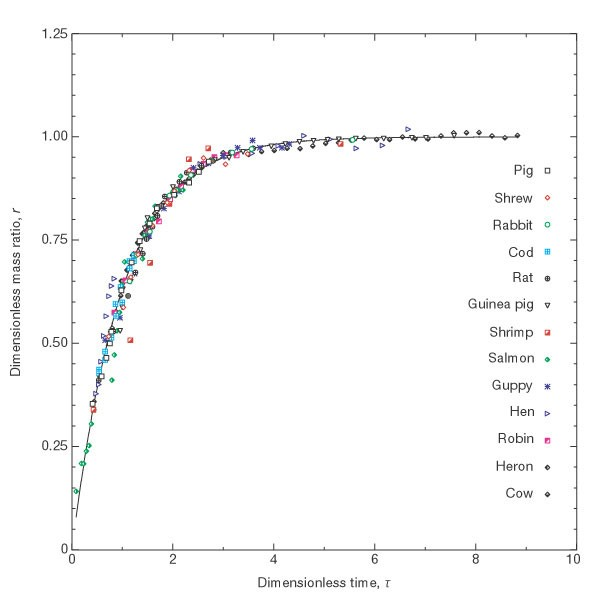 1.25
1.00
0.75
0.50
0.25
0
Dimensionless mass ratio, r
Pig
Shrew
Rabbit
Cod
Rat
Guinea pig
Shrimp
Salmon
Guppy
Hen
Robin
Heron
Cow
0 2 4 6 8 10
Dimensionless time, τ